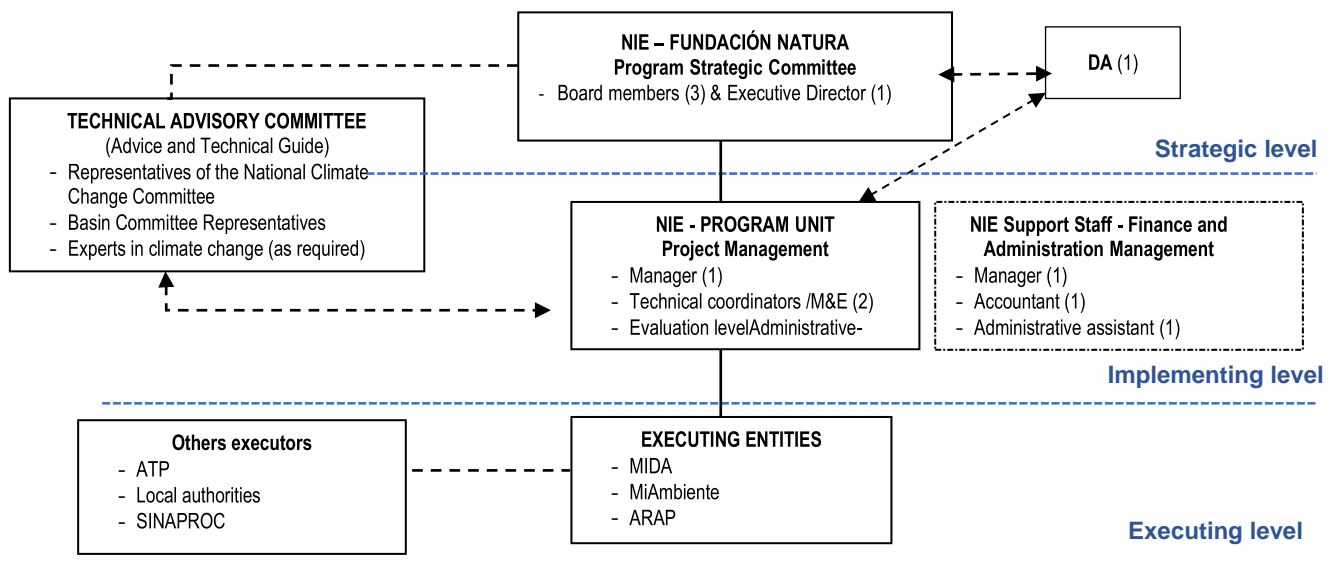 NIE – FUNDACIÓN NATURA
Program Strategic Committee
- Board members (3) & Executive Director (1)
DA (1)
TECHNICAL ADVISORY COMMITTEE
(Advice and Technical Guide)
- Representatives of the National Climate
Change Committee
- Basin Committee Representatives
- Experts in climate change (as required)
Strategic level
NIE - PROGRAM UNIT
Project Management
- Manager (1)
- Technical coordinators /M&E (2)
- Evaluation levelAdministrative-
NIE Support Staff - Finance and
Administration Management
- Manager (1)
- Accountant (1)
- Administrative assistant (1)
Implementing level
Others executors
- ATP
- Local authorities
- SINAPROC
EXECUTING ENTITIES
- MIDA
- MiAmbiente
- ARAP
Executing level